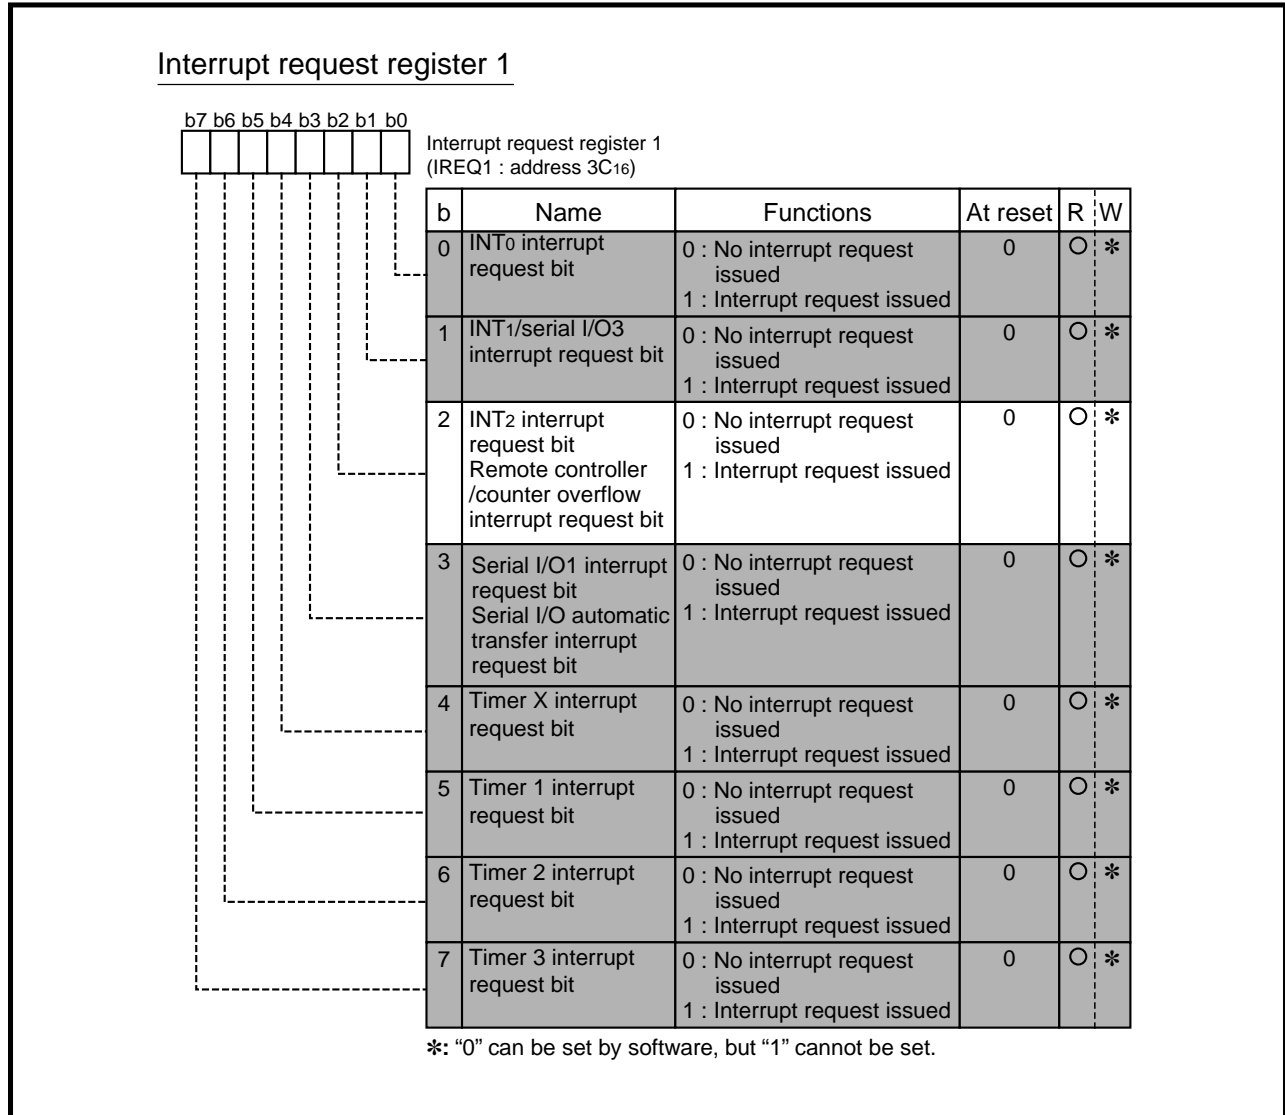 Interrupt request register 1
b7 b6 b5 b4 b3 b2 b1 b0
Interrupt request register 1
(IREQ1 : address 3C16)
b Name Functions At reset R W
0 INT0 interrupt request bit 0 : No interrupt request issued 1 : Interrupt request issued 0 O ✻
1 INT1/serial I/O3 interrupt request bit 0 : No interrupt request issued 1 : Interrupt request issued 0 O ✻
2 INT2 interrupt request bit Remote controller /counter overflow interrupt request bit 0 : No interrupt request issued 1 : Interrupt request issued 0 O ✻
3 Serial I/O1 interrupt request bit Serial I/O automatic transfer interrupt request bit 0 : No interrupt request issued 1 : Interrupt request issued 0 O ✻
4 Timer X interrupt request bit 0 : No interrupt request issued 1 : Interrupt request issued 0 O ✻
5 Timer 1 interrupt request bit 0 : No interrupt request issued 1 : Interrupt request issued 0 O ✻
6 Timer 2 interrupt request bit 0 : No interrupt request issued 1 : Interrupt request issued 0 O ✻
7 Timer 3 interrupt request bit 0 : No interrupt request issued 1 : Interrupt request issued 0 O ✻
✻: “0” can be set by software, but “1” cannot be set.